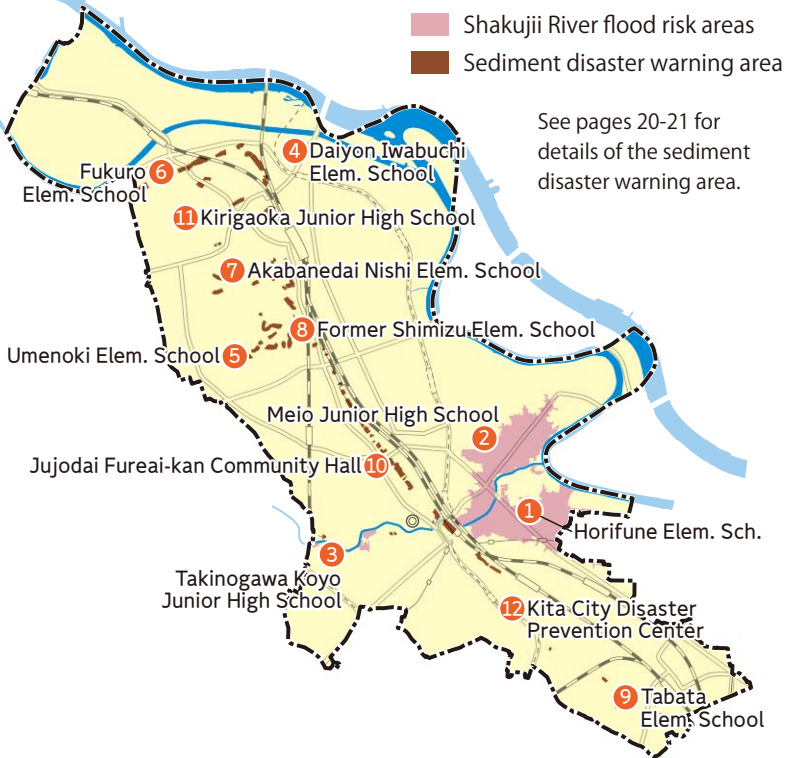 Shakujii River flood risk areas
Sediment disaster warning area
See pages 20-21 for
details of the sediment
disaster warning area.
4 Daiyon Iwabuchi
Elem. School
Fukuro 6
Elem. School
11 Kirigaoka Junior High School
7 Akabanedai Nishi Elem. School
8 Former Shimizu Elem. School
Umenoki Elem. School 5
Meio Junior High School
2
Jujodai Fureai-kan Community Hall 10
1
Horifune Elem. Sch.
3
Takinogawa Koyo
Junior High School
12 Kita City Disaster
Prevention Center
9 Tabata
Elem. School